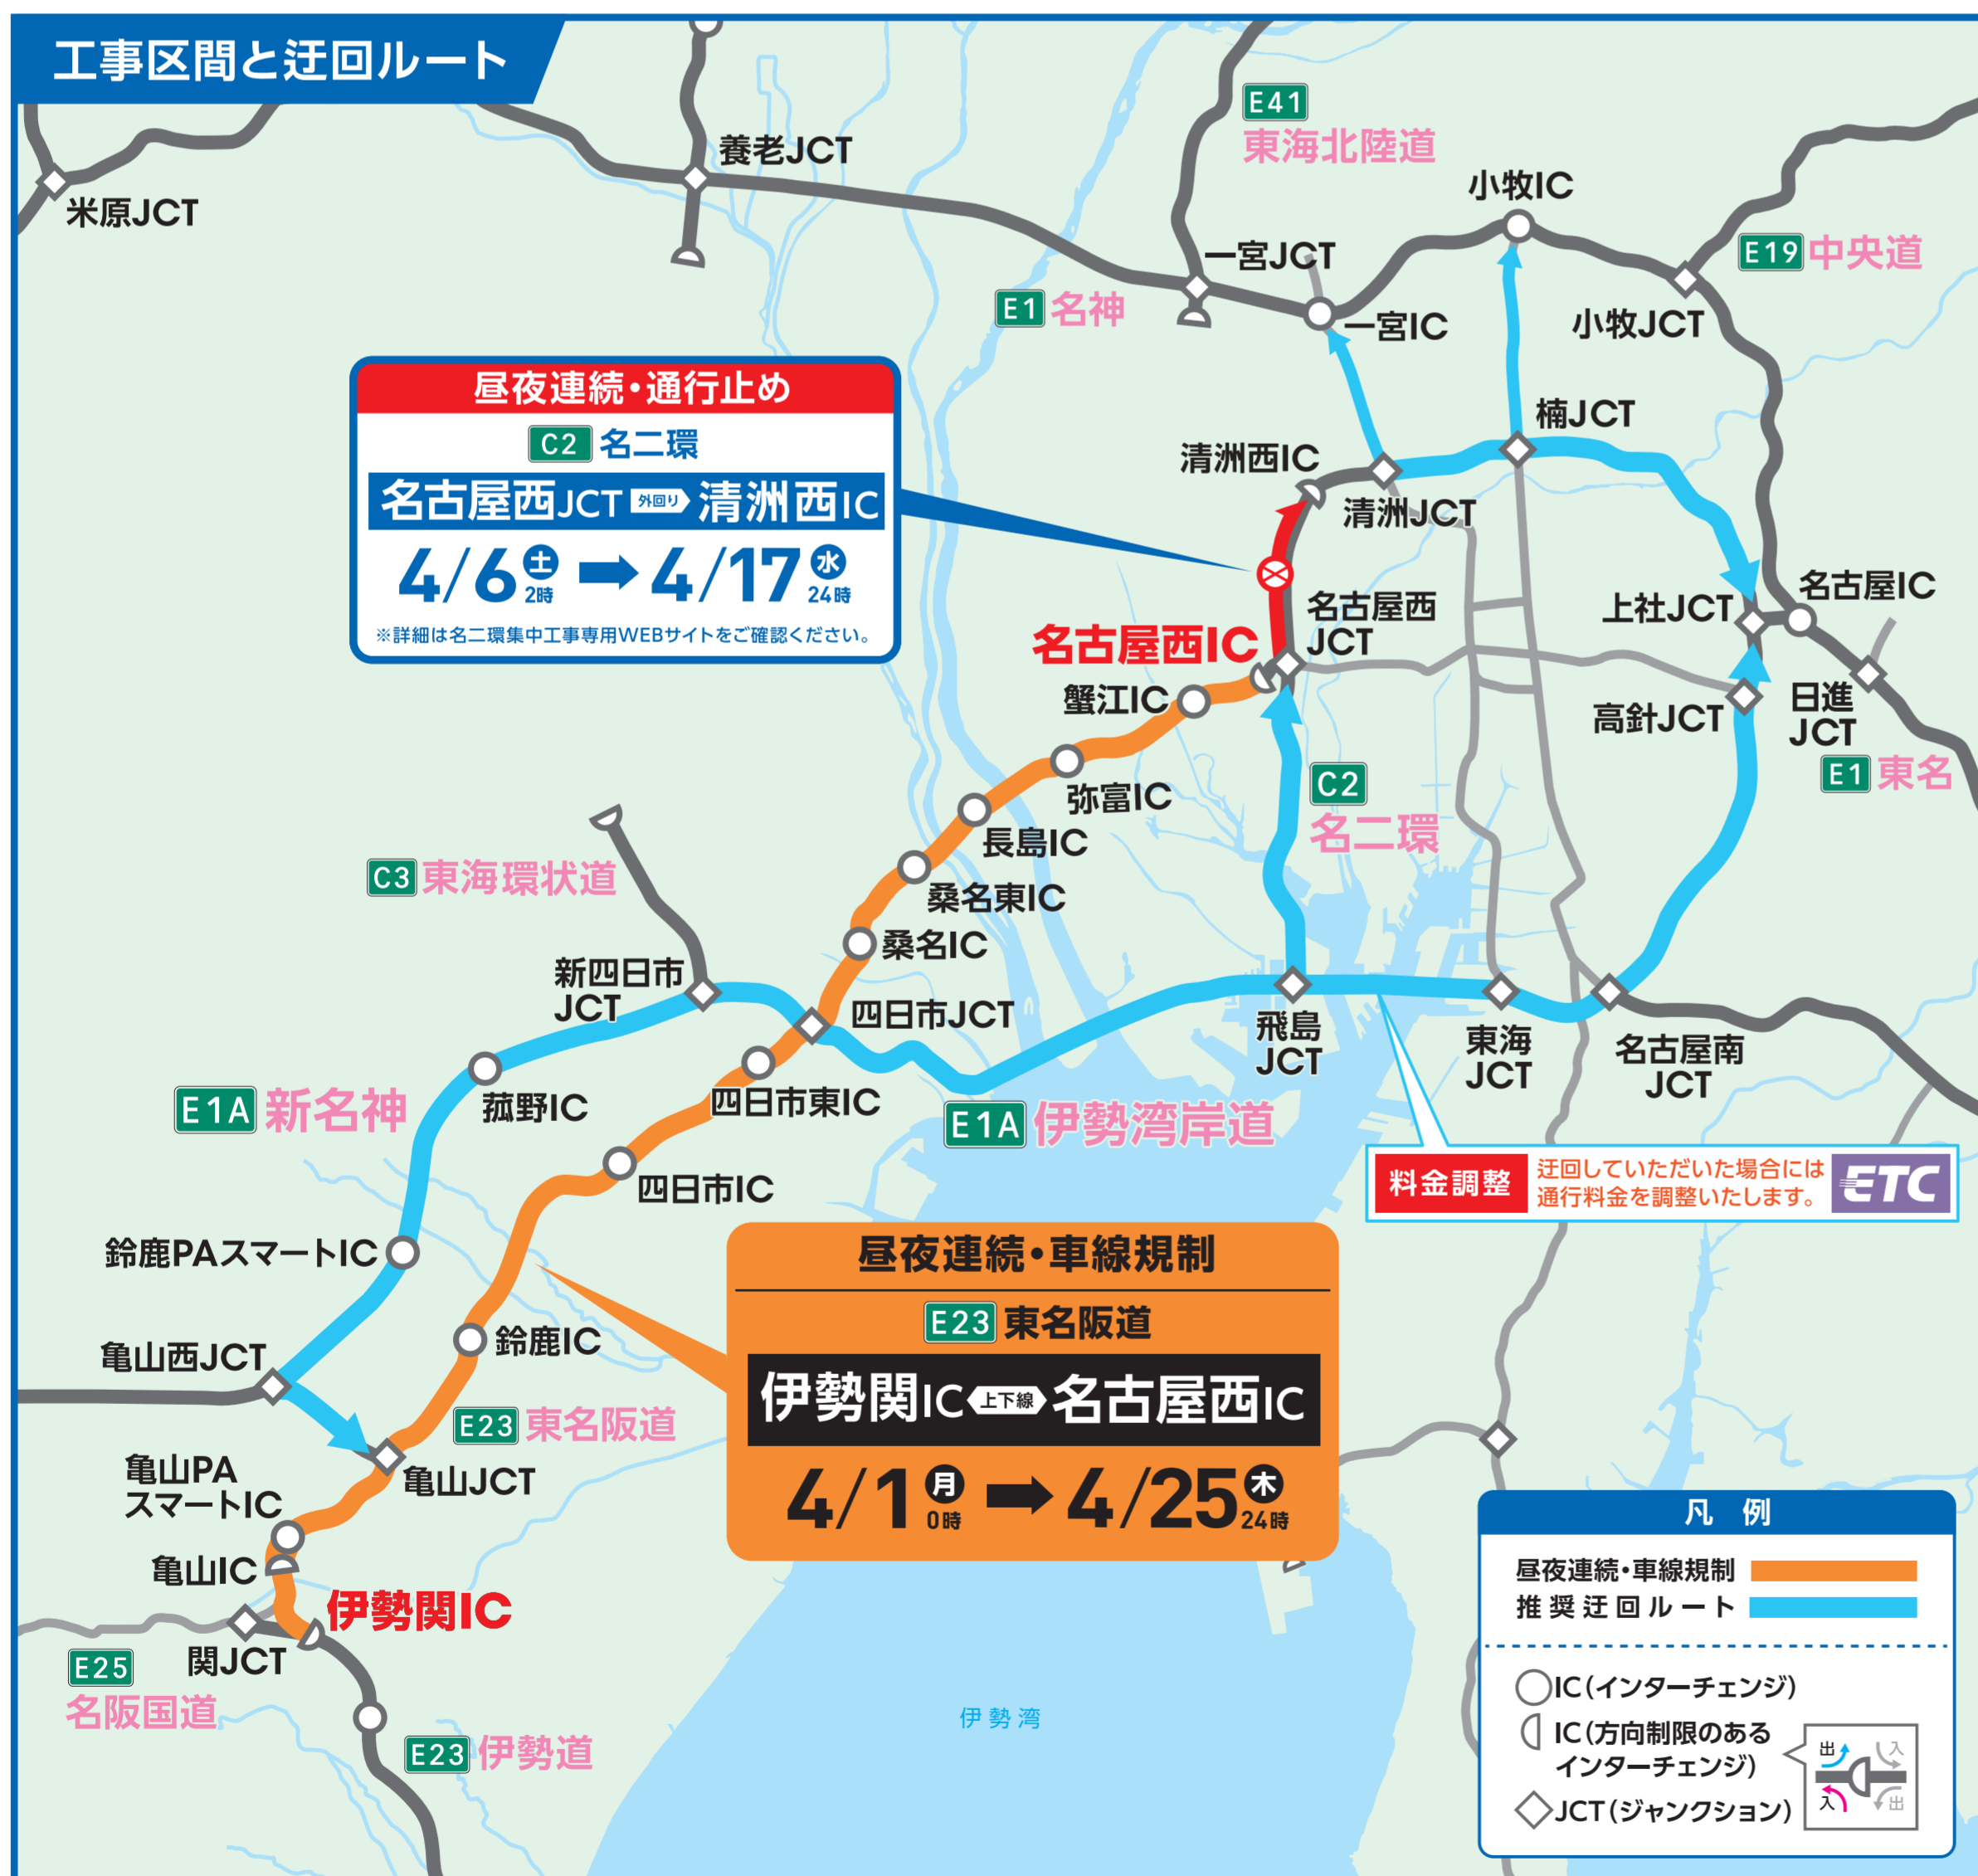 工事区間と迂回ルート
米原JCT
養老JCT
E41
東海北陸道
小牧IC
E19 中央道
一宮JCT
E1 名神
一宮IC
小牧JCT
昼夜連続・通行止め
C2 名二環
名古屋西JCT 外回り 清洲西IC
4/6 土 2時 4/17 水 24時
※詳細は名二環集中工事専用WEBサイトをご確認ください。
楠JCT
清洲西IC
清洲JCT
名古屋西
JCT
名古屋西IC
上社JCT
名古屋IC
蟹江IC
高針JCT
日進
JCT
E1 東名
弥富IC
C2
名二環
長島IC
C3 東海環状道
桑名東IC
桑名IC
新四日市
JCT
四日市JCT
飛島
JCT
東海
JCT
名古屋南
JCT
E1A 新名神
菰野IC
四日市東IC
E1A 伊勢湾岸道
四日市IC
料金調整
迂回していただいた場合には
通行料金を調整いたします。
ETC
鈴鹿PAスマートIC
昼夜連続・車線規制
E23 東名阪道
伊勢関IC 上下線 名古屋西IC
4/1 月 0時 4/25 木 24時
鈴鹿IC
亀山西JCT
E23 東名阪道
亀山PA
スマートIC
亀山JCT
亀山IC
伊勢関IC
関JCT
E25
名阪国道
E23 伊勢道
伊勢湾
凡例
昼夜連続・車線規制
推奨迂回ルート
IC(インターチェンジ)
IC(方向制限のある
インターチェンジ)
出 入
入 出
JCT(ジャンクション)